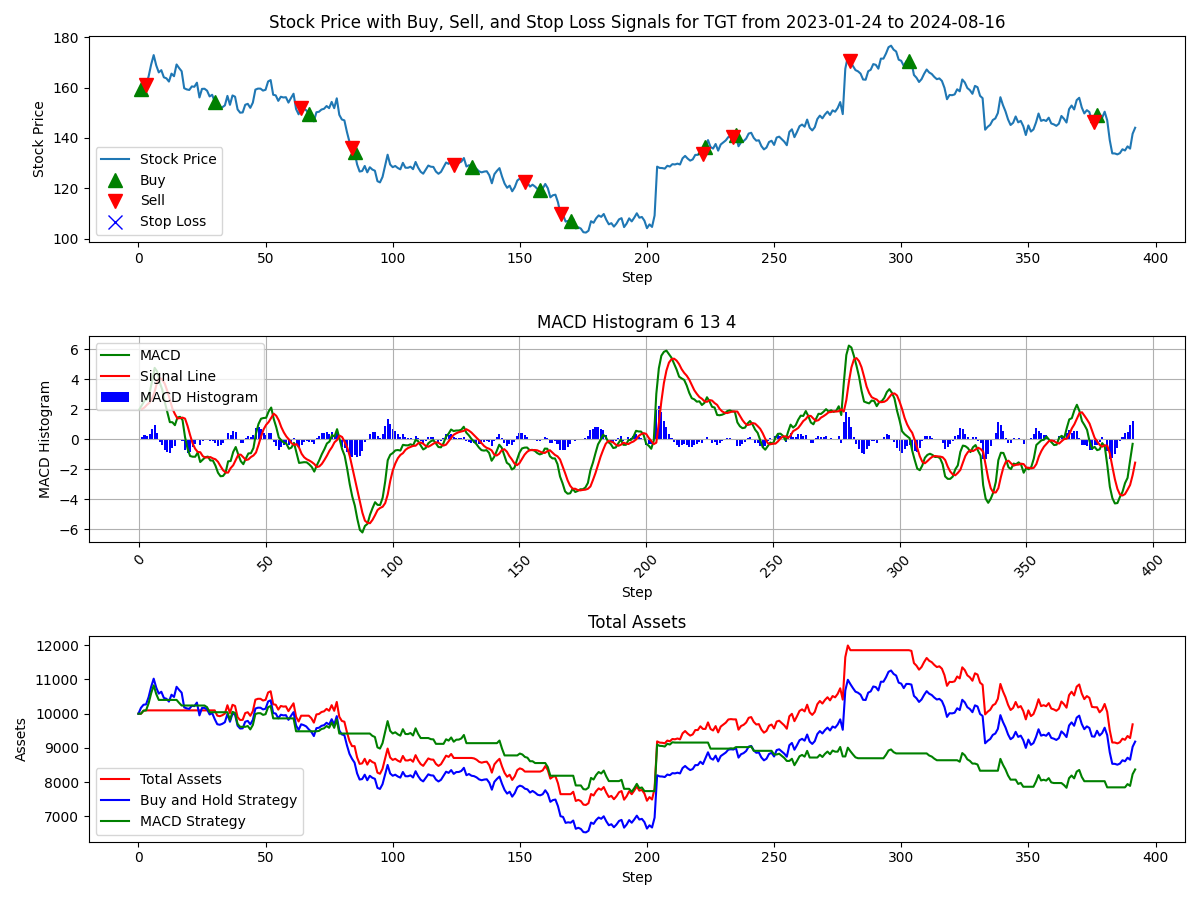 Stock Price with Buy, Sell, and Stop Loss Signals for TGT from 2023-01-24 to 2024-08-16
180
160
140
120
100
Stock Price
Stock Price
Buy
Sell
Stop Loss
0 50 100 150 200 250 300 350 400
Step
MACD Histogram 6 13 4
6
4
2
0
−2
−4
−6
MACD Histogram
MACD
Signal Line
MACD Histogram
0 50 100 150 200 250 300 350 400
Step
Total Assets
12000
11000
10000
9000
8000
7000
Assets
Total Assets
Buy and Hold Strategy
MACD Strategy
0 50 100 150 200 250 300 350 400
Step